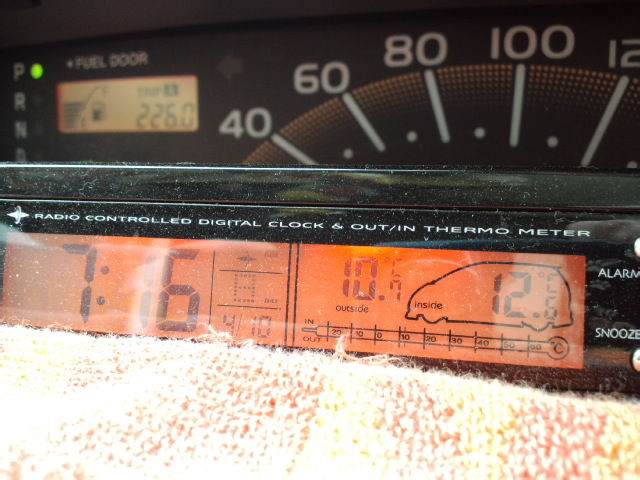 P
R
N
FUEL DOOR
F
TRIP A
226.0
40 60 80 100 12
RADIO CONTROLLED DIGITAL CLOCK & OUT/IN THERMO METER
ALARM
SNOOZE
7:16
4/10
10.
outside
inside
12.
IN
OUT
20 10 0 10 20 30 40 50 60 °C